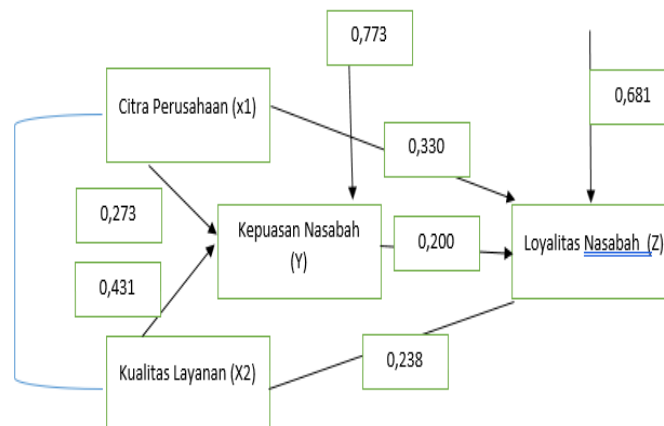 0,773
0,681
Citra Perusahaan (x1)
0,330
0,273
Kepuasan Nasabah
(Y)
0,200
Loyalitas Nasabah (Z)
0,431
0,238
Kualitas Layanan (X2)